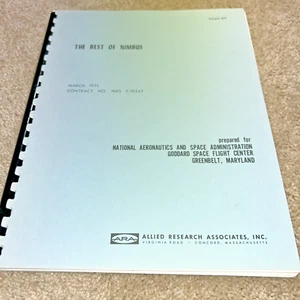 THE BEST OF NIMBUS
MARCH 1971
CONTRACT NO. NAS 5-10343
prepared for
NATIONAL AERONAUTICS AND SPACE ADMINISTRATION
GODDARD SPACE FLIGHT CENTER
GREENBELT, MARYLAND
ARA ALLIED RESEARCH ASSOCIATES, INC.
VIRGINIA ROAD • CONCORD, MASSACHUSETTS